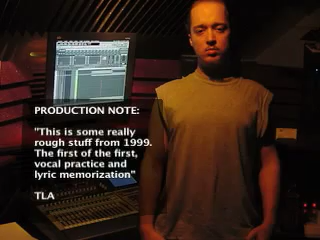 PRODUCTION NOTE:
"This is some really
rough stuff from 1999.
The first of the first,
vocal practice and
lyric memorization"
TLA